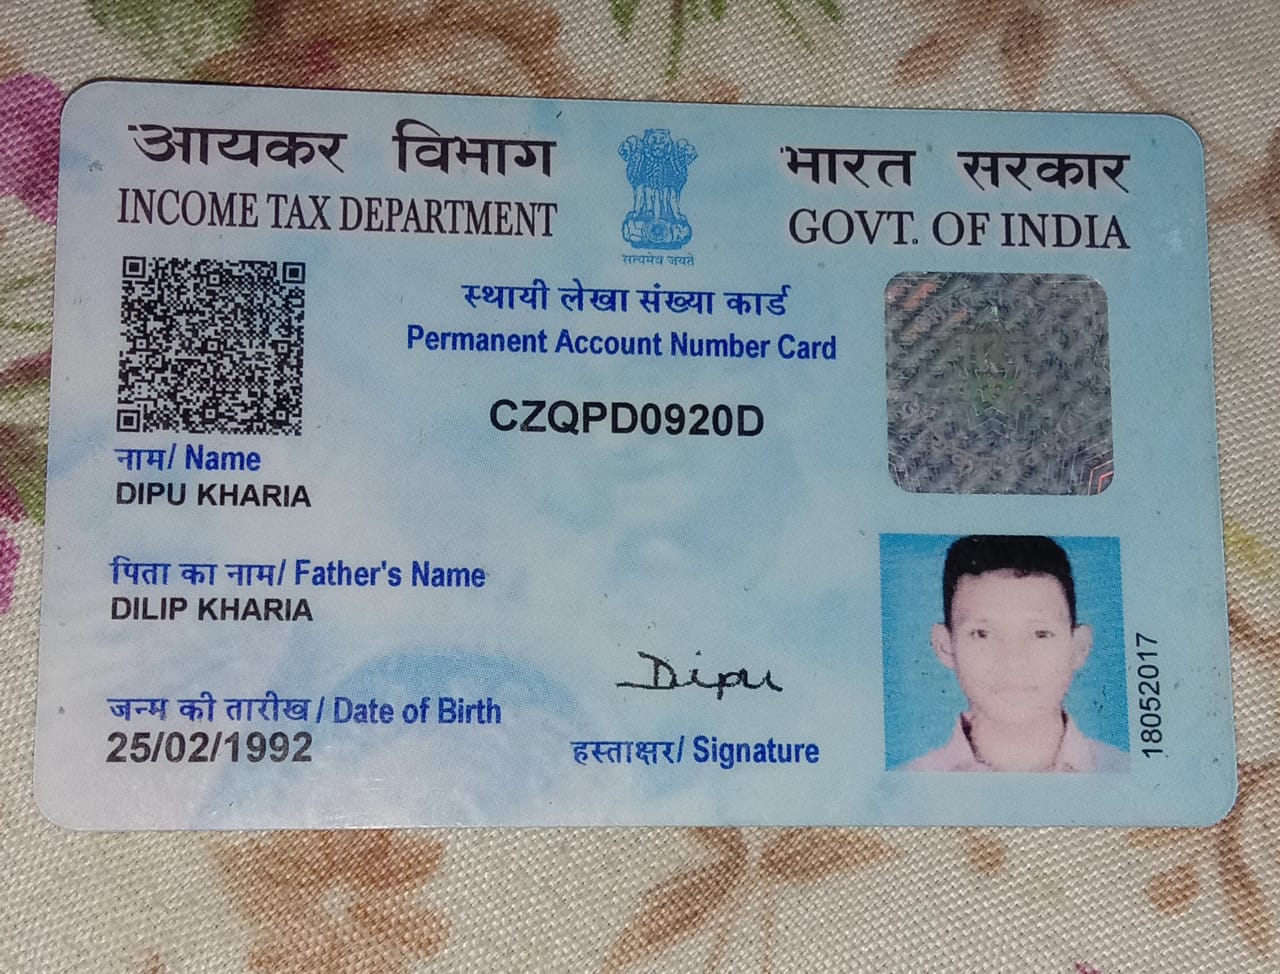 आयकर विभाग
INCOME TAX DEPARTMENT
भारत सरकार
GOVT. OF INDIA
सत्यमेव जयते
स्थायी लेखा संख्या कार्ड
Permanent Account Number Card
CZQPD0920D
नाम/ Name
DIPU KHARIA
पिता का नाम/ Father's Name
DILIP KHARIA
जन्म की तारीख / Date of Birth
25/02/1992
Dipu
हस्ताक्षर/ Signature
18052017